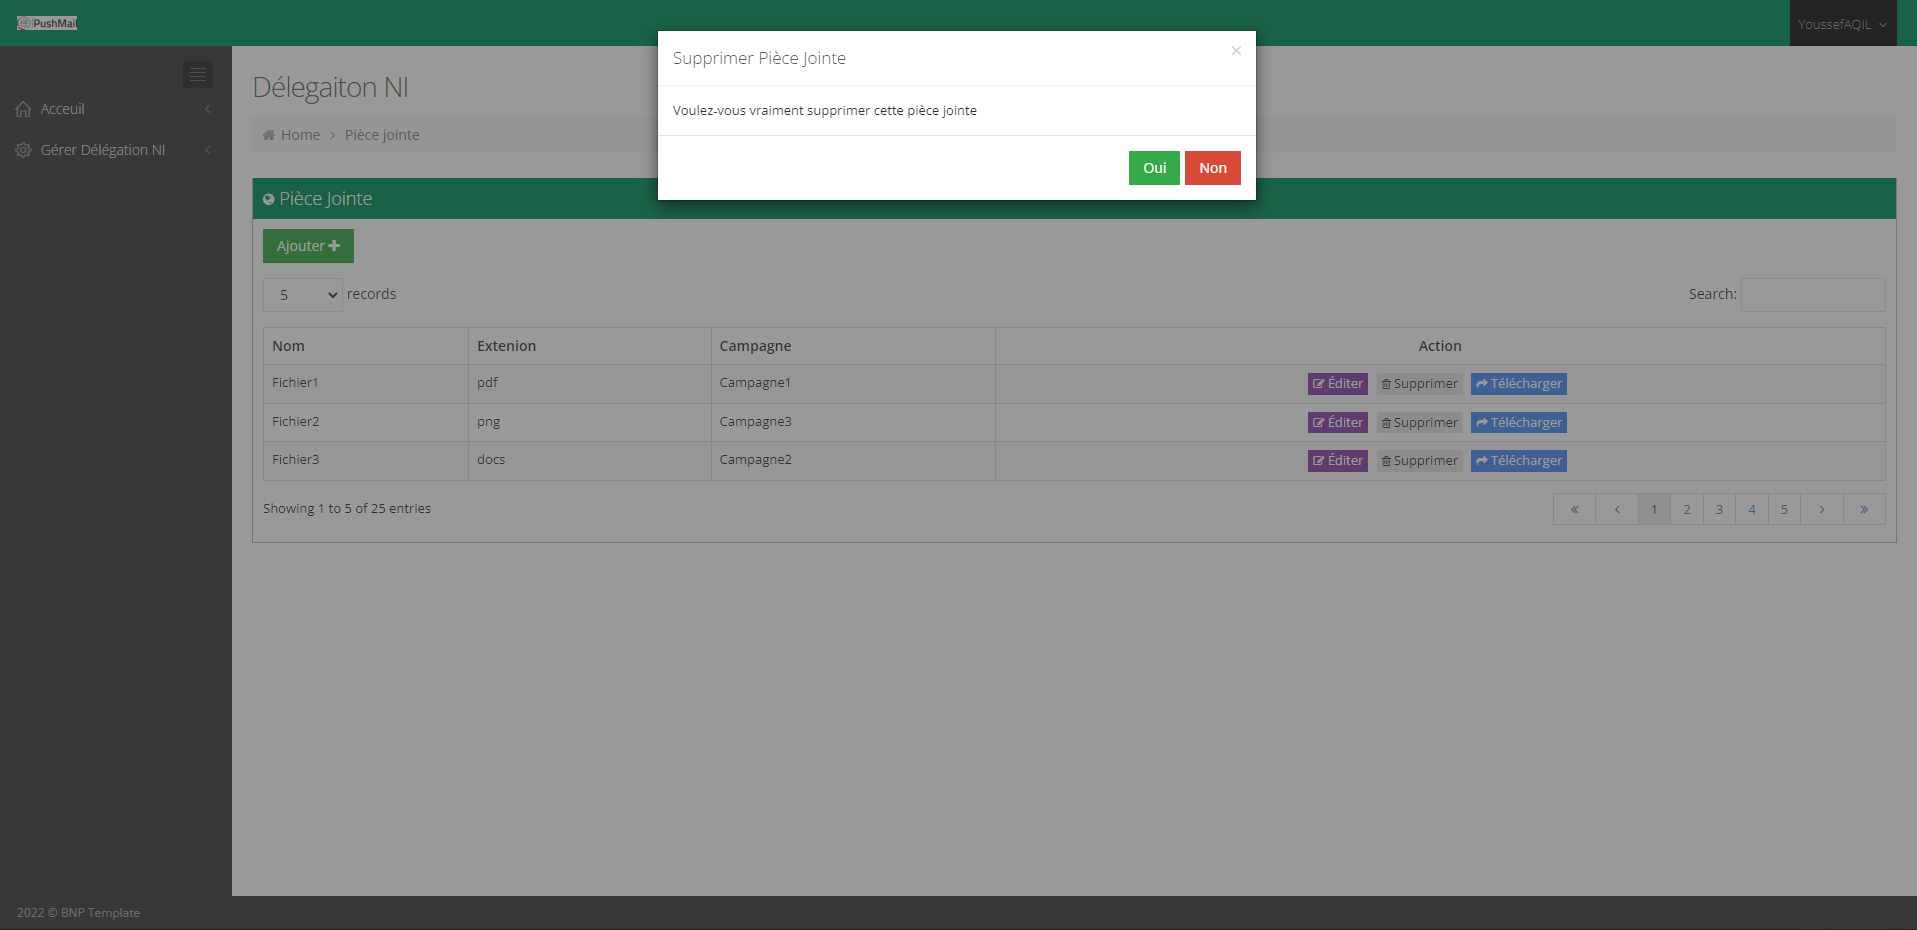 @PushMail
YoussefAQIL
Supprimer Pièce Jointe
×
Voulez-vous vraiment supprimer cette pièce jointe
Oui Non
Acceuil
Gérer Délégation NI
Délegaiton NI
Home > Pièce jointe
Pièce Jointe
Ajouter
5 records
Search:
Nom Extenion Campagne Action
Fichier1 pdf Campagne1 Éditer Supprimer Télécharger
Fichier2 png Campagne3 Éditer Supprimer Télécharger
Fichier3 docs Campagne2 Éditer Supprimer Télécharger
Showing 1 to 5 of 25 entries
« ‹ 1 2 3 4 5 › »
2022 © BNP Template